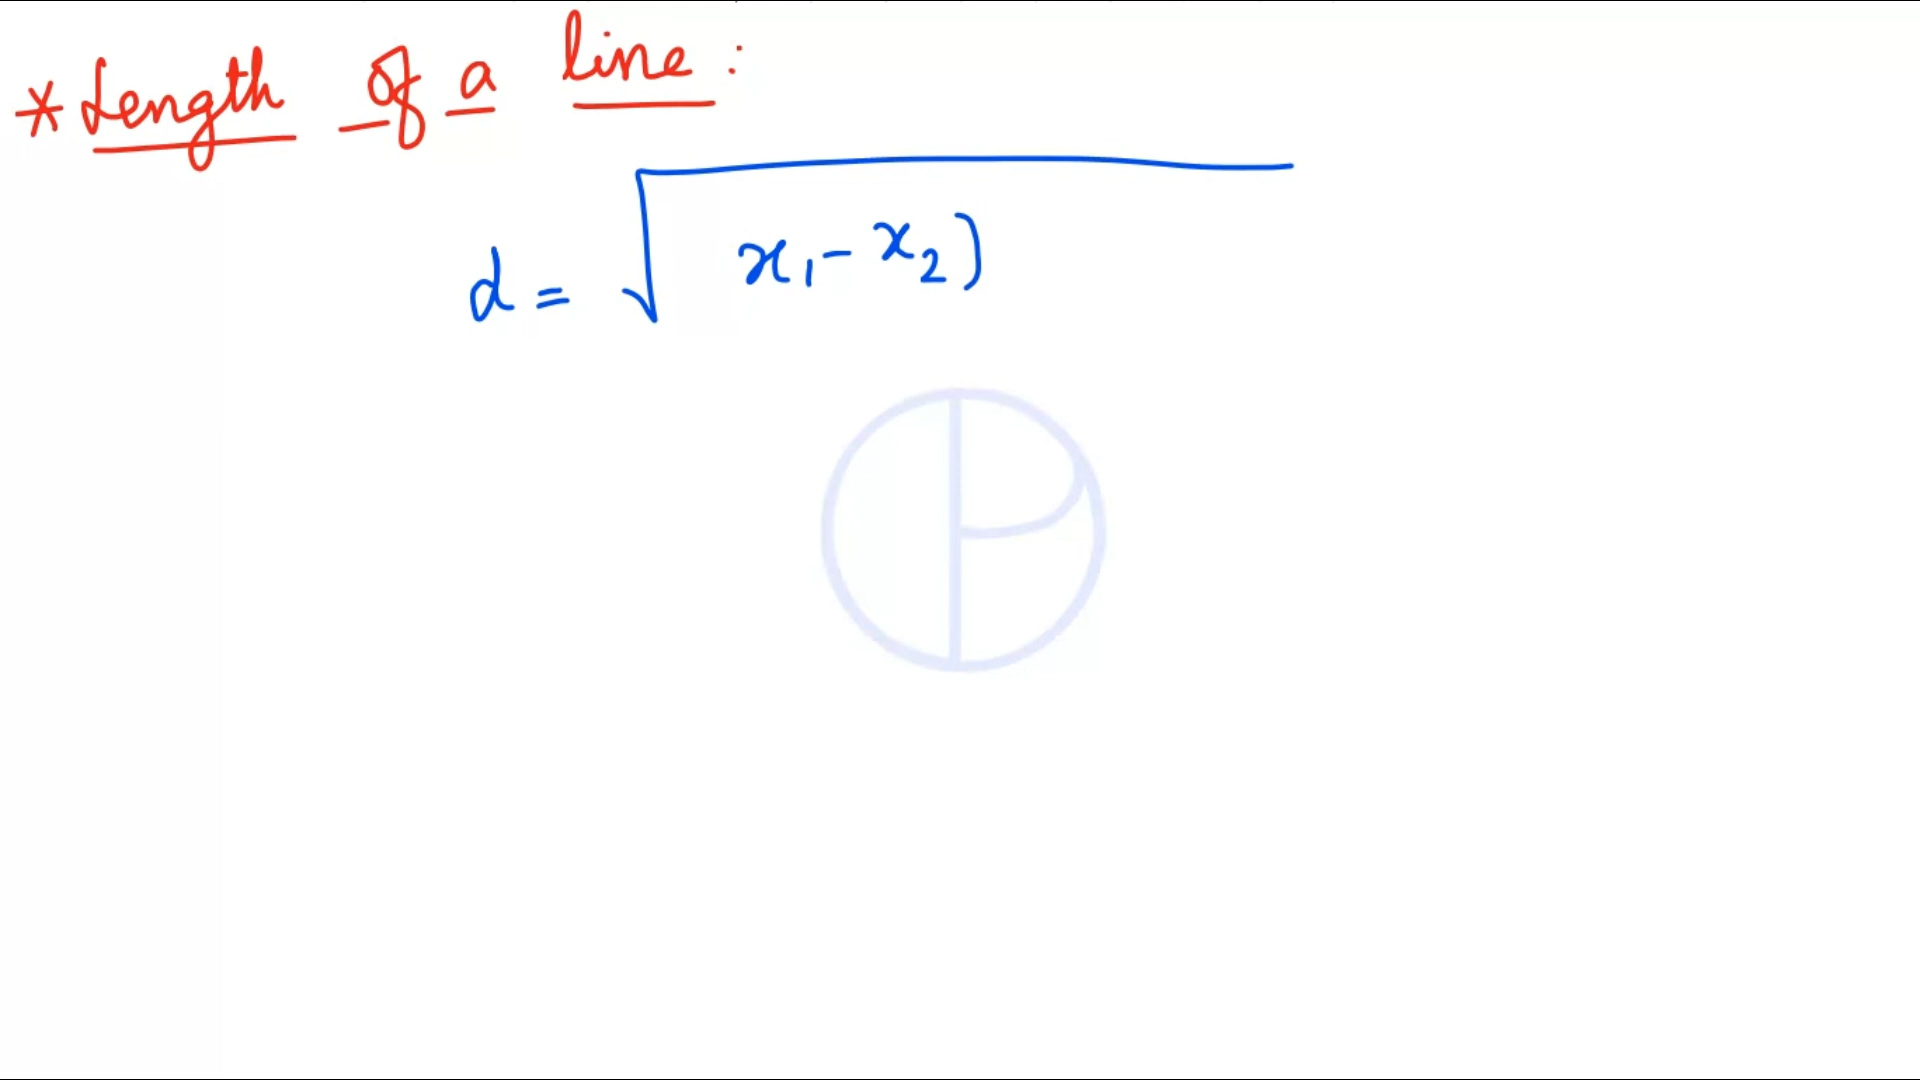 * Length of a line :
d = √ x₁ - x₂)